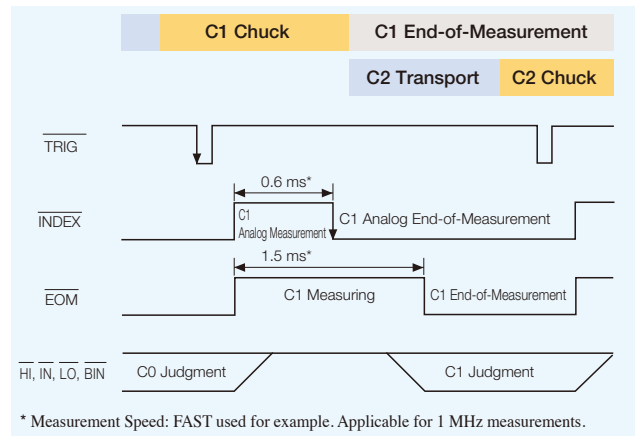 C1 Chuck
C1 End-of-Measurement
C2 Transport
C2 Chuck
TRIG
0.6 ms*
INDEX
C1
Analog Measurement
C1 Analog End-of-Measurement
1.5 ms*
EOM
C1 Measuring
C1 End-of-Measurement
HI, IN, LO, BIN
C0 Judgment
C1 Judgment
* Measurement Speed: FAST used for example. Applicable for 1 MHz measurements.